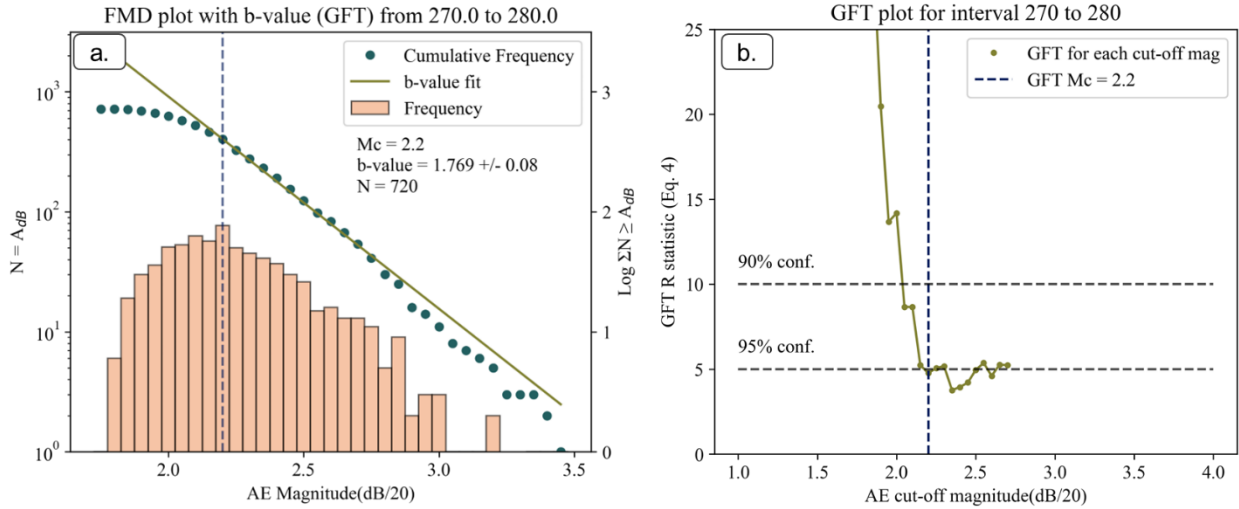 FMD plot with b-value (GFT) from 270.0 to 280.0
a.
Cumulative Frequency
b-value fit
Frequency
Mc = 2.2
b-value = 1.769 +/- 0.08
N = 720
10³
10²
10¹
10⁰
N = A_dB
3
2
1
0
Log ΣN ≥ A_dB
2.0 2.5 3.0 3.5
AE Magnitude(dB/20)
GFT plot for interval 270 to 280
b.
GFT for each cut-off mag
GFT Mc = 2.2
25
20
15
10
5
0
GFT R statistic (Eq. 4)
90% conf.
95% conf.
1.0 1.5 2.0 2.5 3.0 3.5 4.0
AE cut-off magnitude(dB/20)